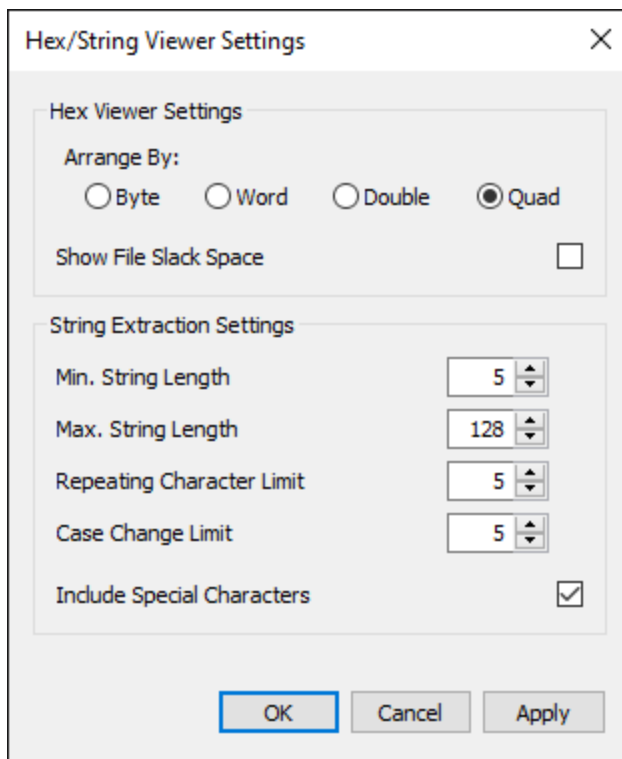 Hex/String Viewer Settings
Hex Viewer Settings
Arrange By:
Byte Word Double Quad
Show File Slack Space
String Extraction Settings
Min. String Length 5
Max. String Length 128
Repeating Character Limit 5
Case Change Limit 5
Include Special Characters
OK Cancel Apply